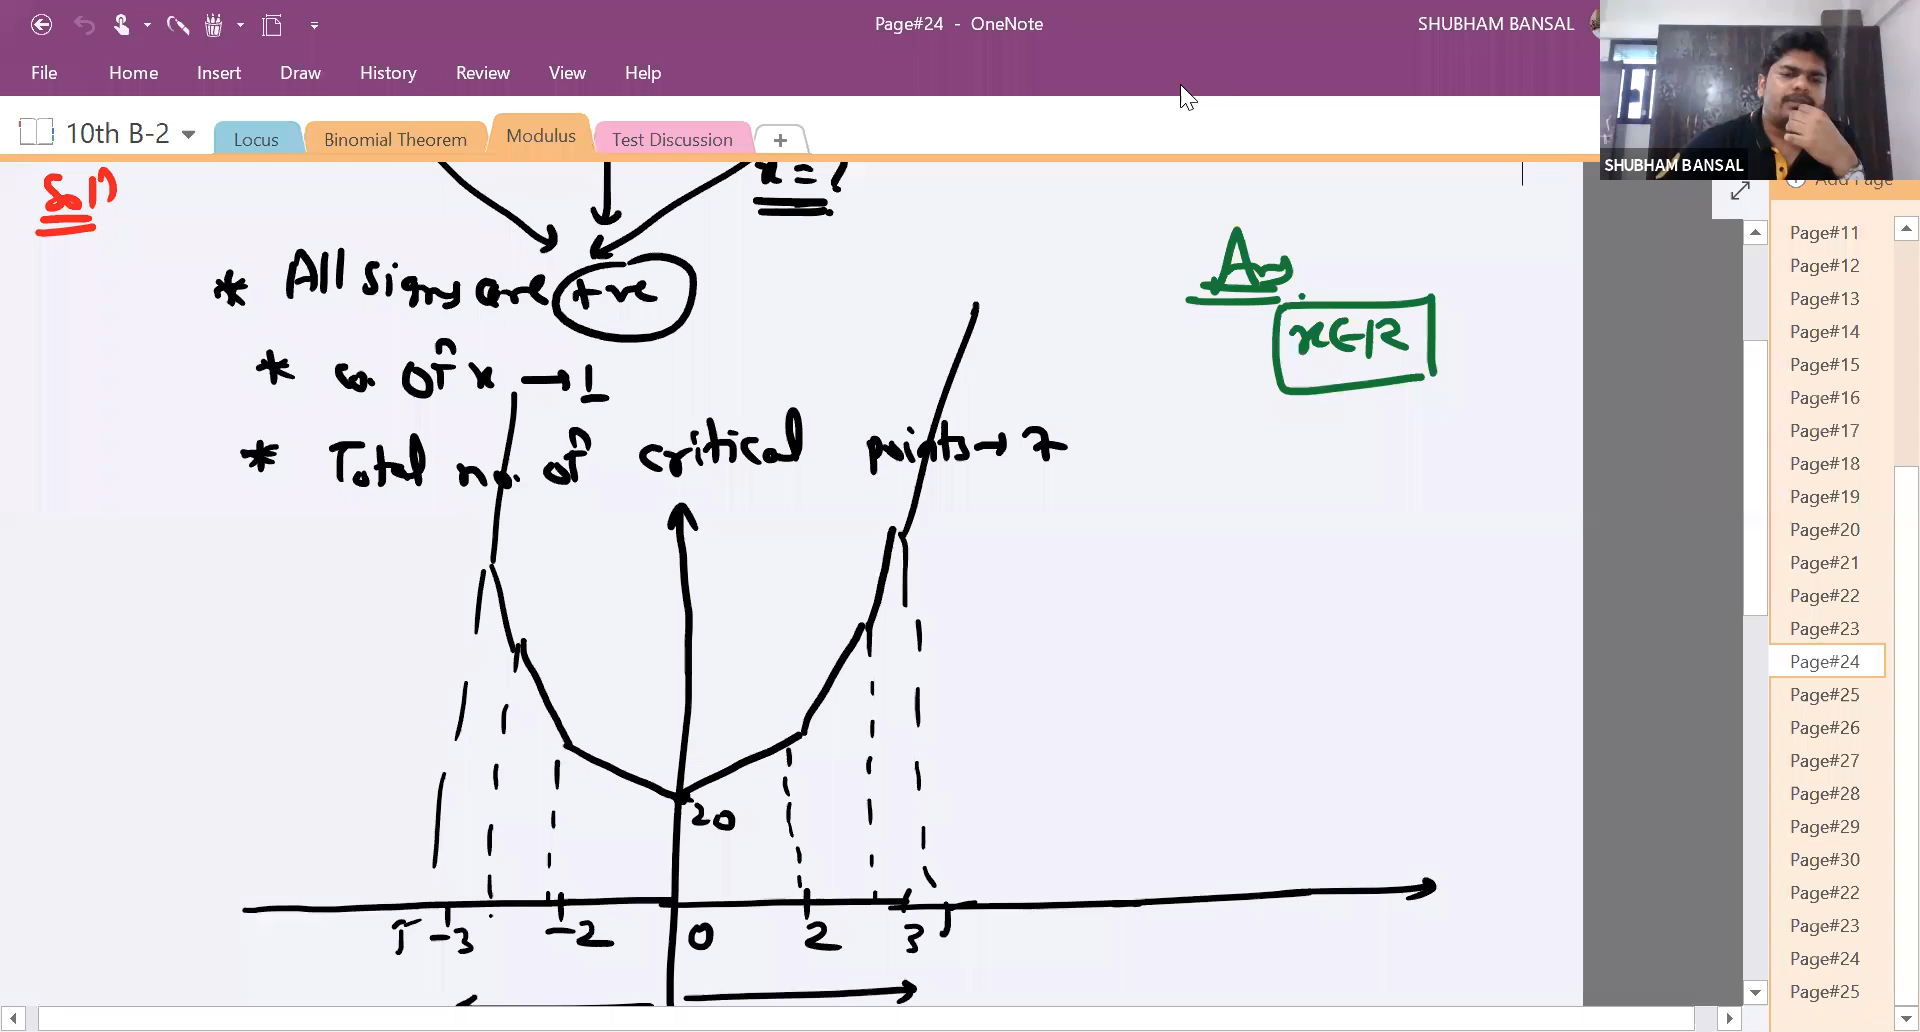 Page#24 - OneNote
SHUBHAM BANSAL
File Home Insert Draw History Review View Help
SHUBHAM BANSAL
10th B-2
Locus
Binomial Theorem
Modulus
Test Discussion
+
Add Page
Soln
x = ?
* All signs are +ve
* co. off n x → 1
* Total no. off n critical points → 7
Ans
x ∈ R
20
-3 -2 0 2 3
Page#11
Page#12
Page#13
Page#14
Page#15
Page#16
Page#17
Page#18
Page#19
Page#20
Page#21
Page#22
Page#23
Page#24
Page#25
Page#26
Page#27
Page#28
Page#29
Page#30
Page#22
Page#23
Page#24
Page#25